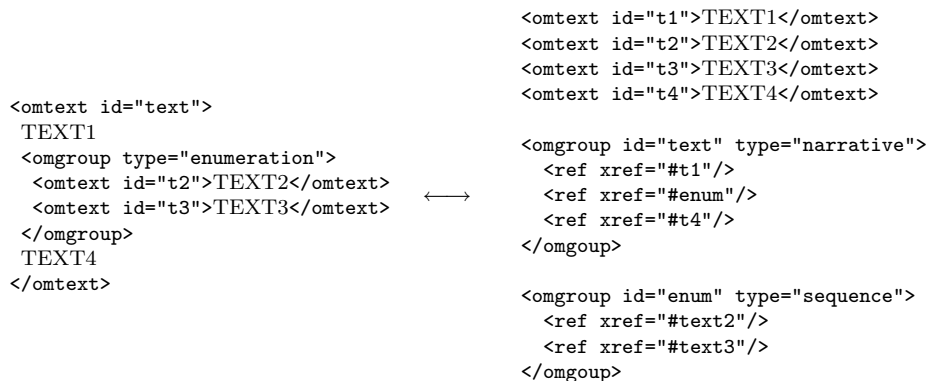 <omtext id="text">
TEXT1
<omgroup type="enumeration">
<omtext id="t2">TEXT2</omtext>
<omtext id="t3">TEXT3</omtext>
</omgroup>
TEXT4
</omtext>
⟷
<omtext id="t1">TEXT1</omtext>
<omtext id="t2">TEXT2</omtext>
<omtext id="t3">TEXT3</omtext>
<omtext id="t4">TEXT4</omtext>
<omgroup id="text" type="narrative">
<ref xref="#t1"/>
<ref xref="#enum"/>
<ref xref="#t4"/>
</omgoup>
<omgroup id="enum" type="sequence">
<ref xref="#text2"/>
<ref xref="#text3"/>
</omgoup>